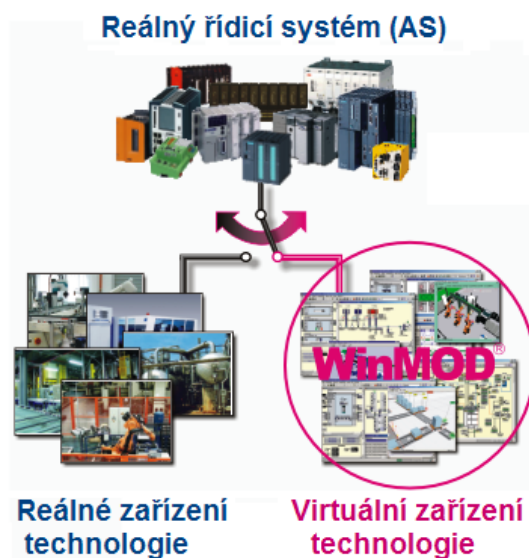 Reálný řídicí systém (AS)
WinMOD®
Reálné zařízení
technologie
Virtuální zařízení
technologie